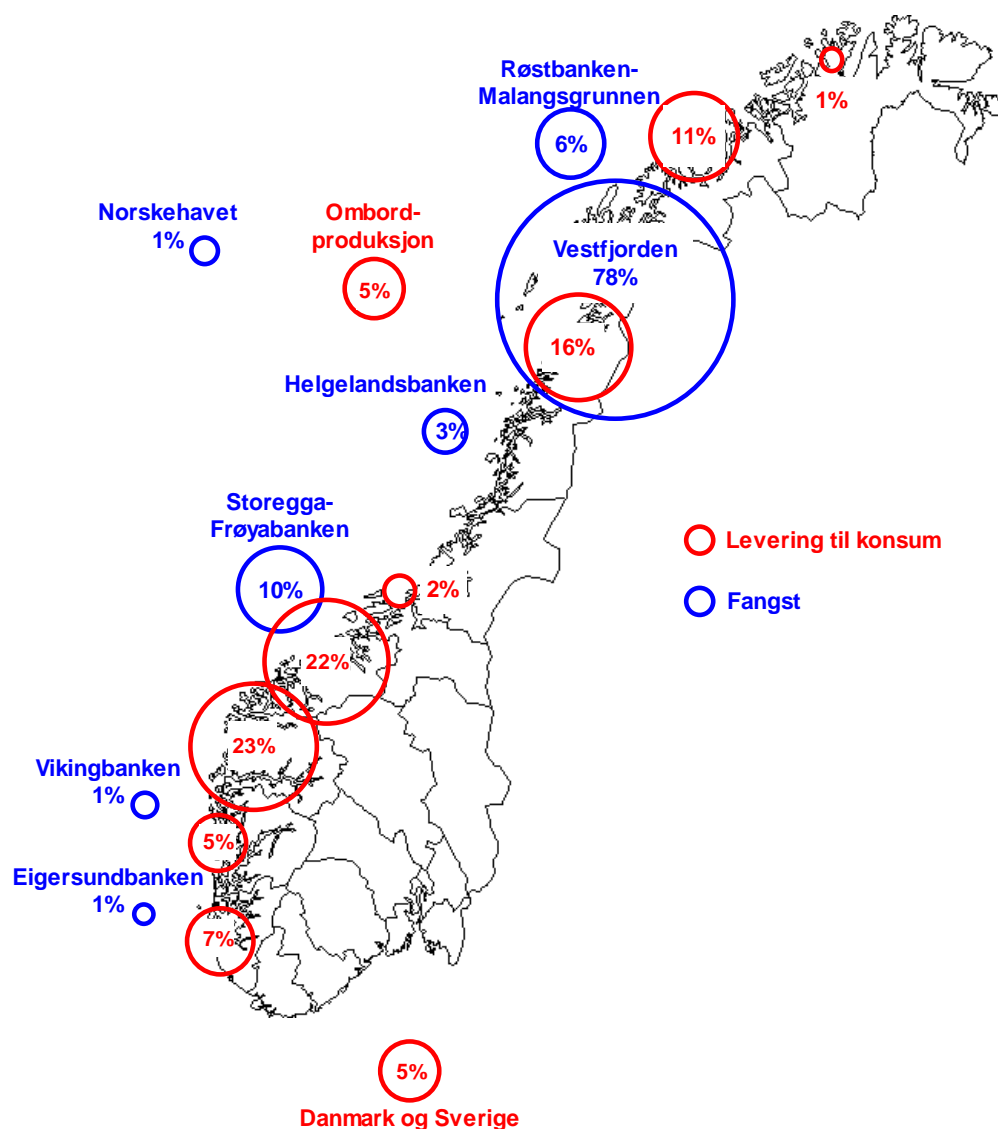 Røstbanken-
Malangsgrunnen
6%
11%
1%
Norskehavet
1%
Ombord-
produksjon
5%
Vestfjorden
78%
16%
Helgelandsbanken
3%
Storegga-
Frøyabanken
10%
2%
Levering til konsum
Fangst
22%
23%
Vikingbanken
1%
5%
Eigersundbanken
1%
7%
5%
Danmark og Sverige